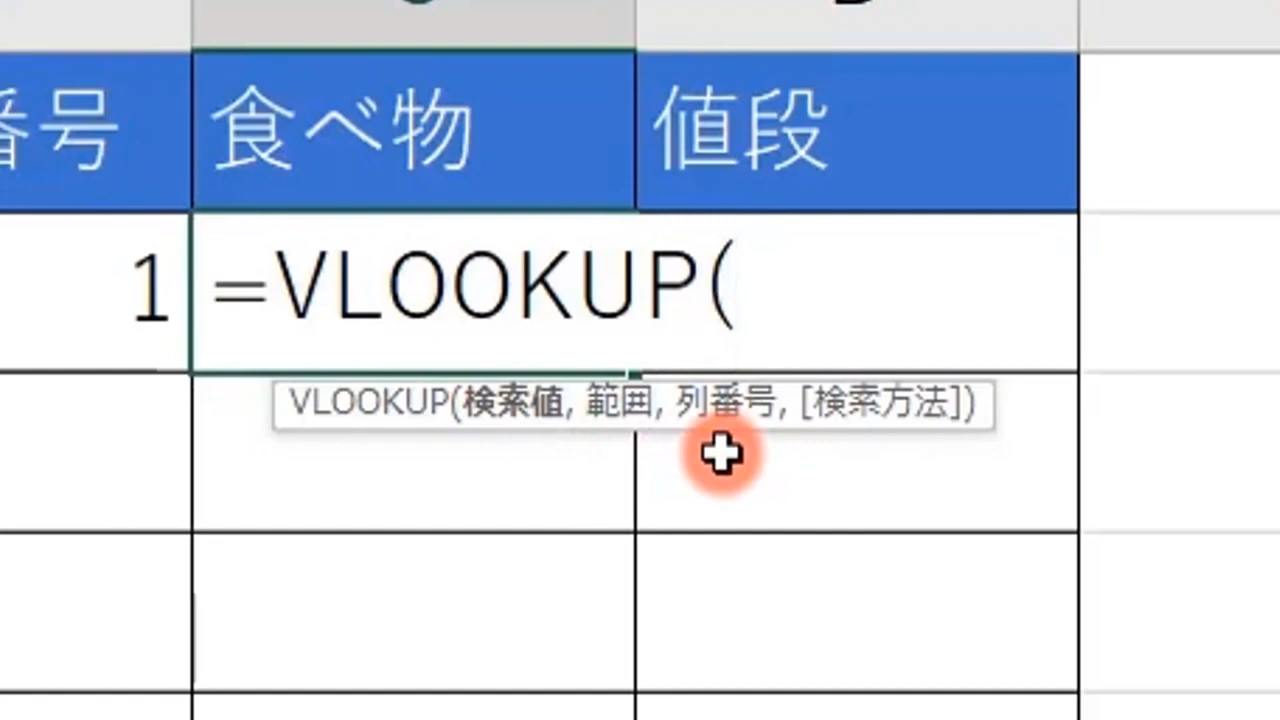 番号 食べ物 値段
1 =VLOOKUP(
VLOOKUP(検索値, 範囲, 列番号, [検索方法])